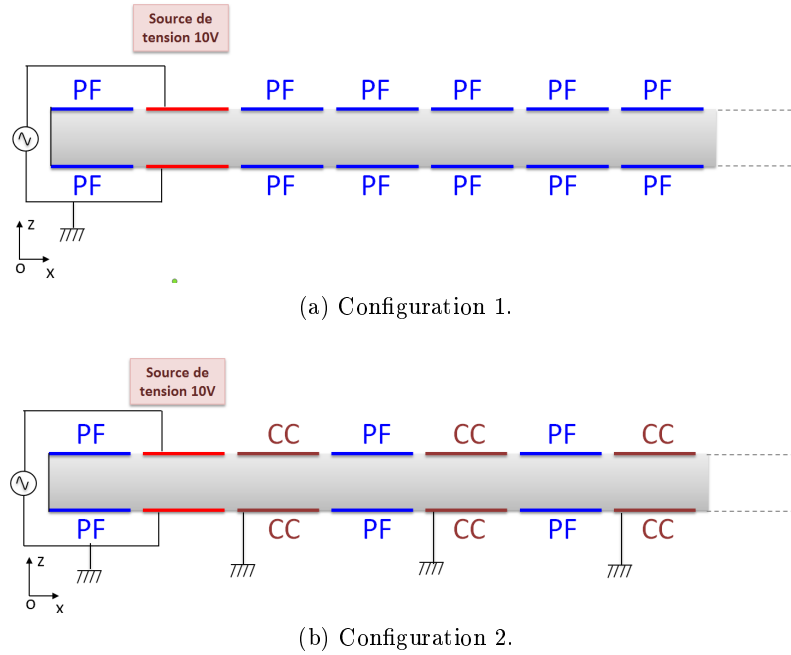 Source de
tension 10V
PF PF PF PF PF PF
PF PF PF PF PF PF
Z
O X
(a) Configuration 1.
Source de
tension 10V
PF CC PF CC PF CC
PF CC PF CC PF CC
Z
O X
(b) Configuration 2.